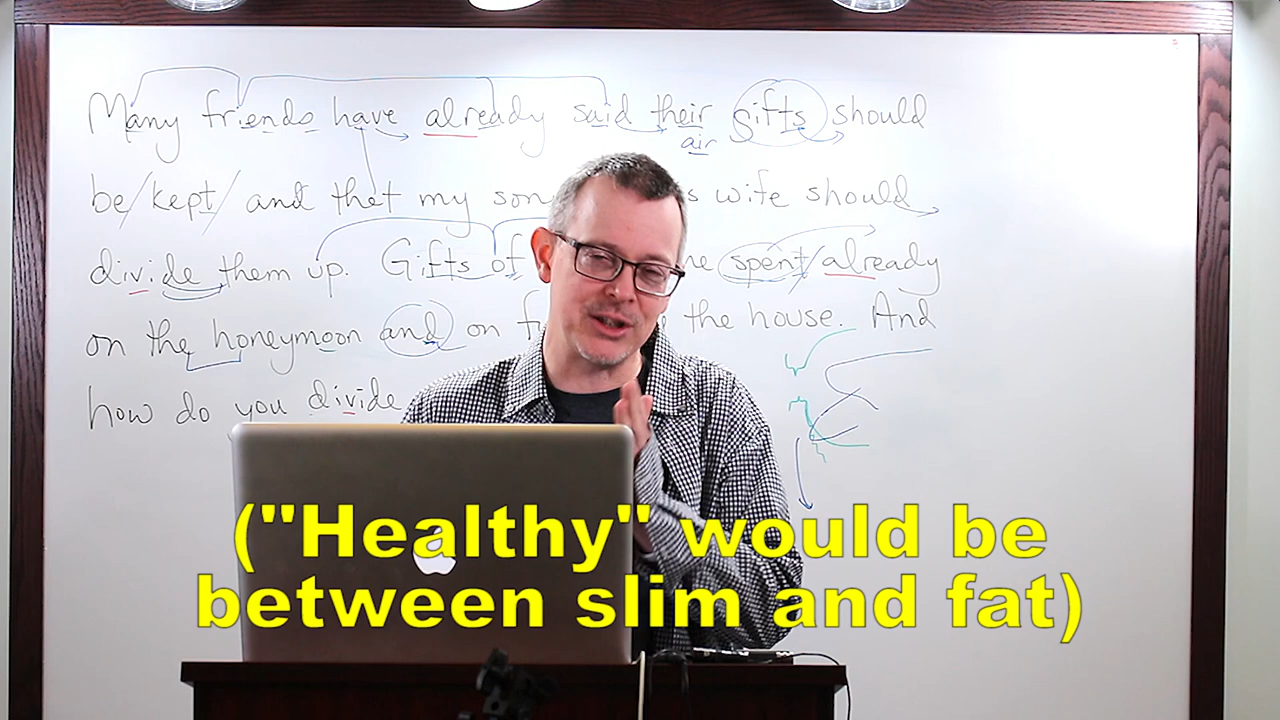 Many friends have already said their gifts should
air
be/kept/ and that my son wife should
divide them up. Gifts of spent/already
on the honeymoon and on the house. And
how do you divide
("Healthy" would be
between slim and fat)